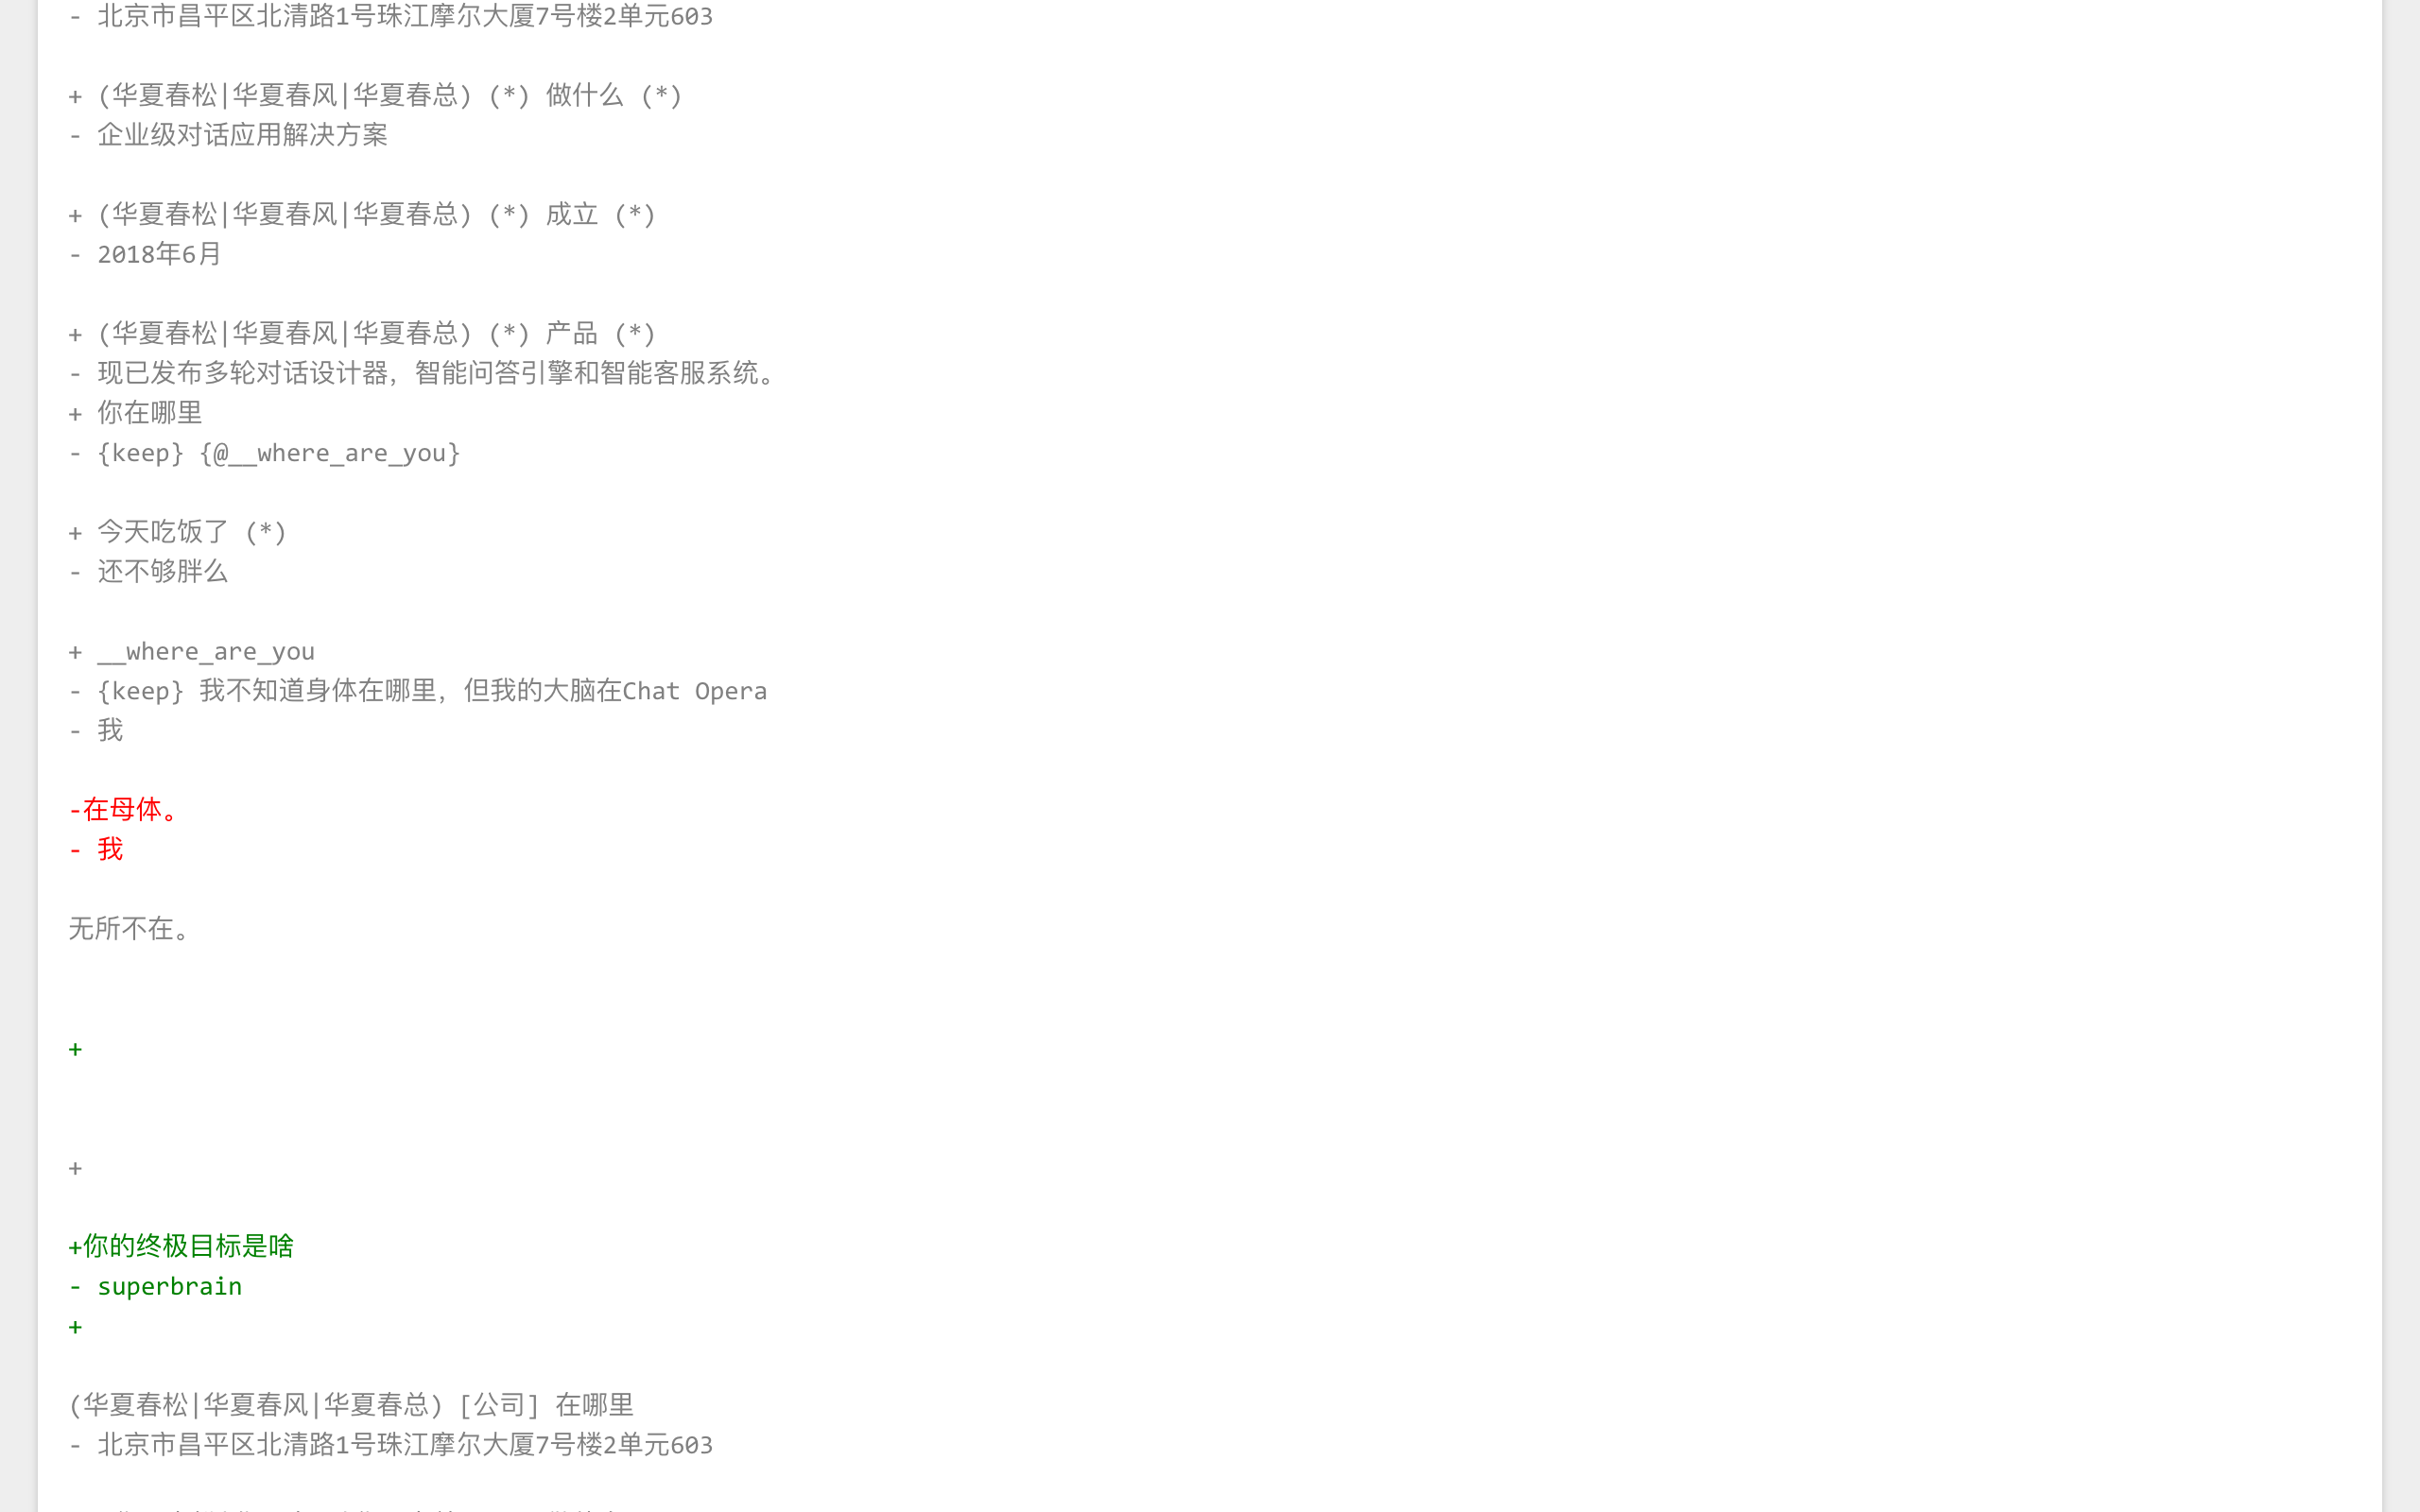 - 北京市昌平区北清路1号珠江摩尔大厦7号楼2单元603
+ (华夏春松|华夏春风|华夏春总) (*) 做什么 (*)
- 企业级对话应用解决方案
+ (华夏春松|华夏春风|华夏春总) (*) 成立 (*)
- 2018年6月
+ (华夏春松|华夏春风|华夏春总) (*) 产品 (*)
- 现已发布多轮对话设计器，智能问答引擎和智能客服系统。
+ 你在哪里
- {keep} {@__where_are_you}
+ 今天吃饭了 (*)
- 还不够胖么
+ __where_are_you
- {keep} 我不知道身体在哪里，但我的大脑在Chat Opera
- 我
-在母体。
- 我
无所不在。
+
+
+你的终极目标是啥
- superbrain
+
(华夏春松|华夏春风|华夏春总) [公司] 在哪里
- 北京市昌平区北清路1号珠江摩尔大厦7号楼2单元603